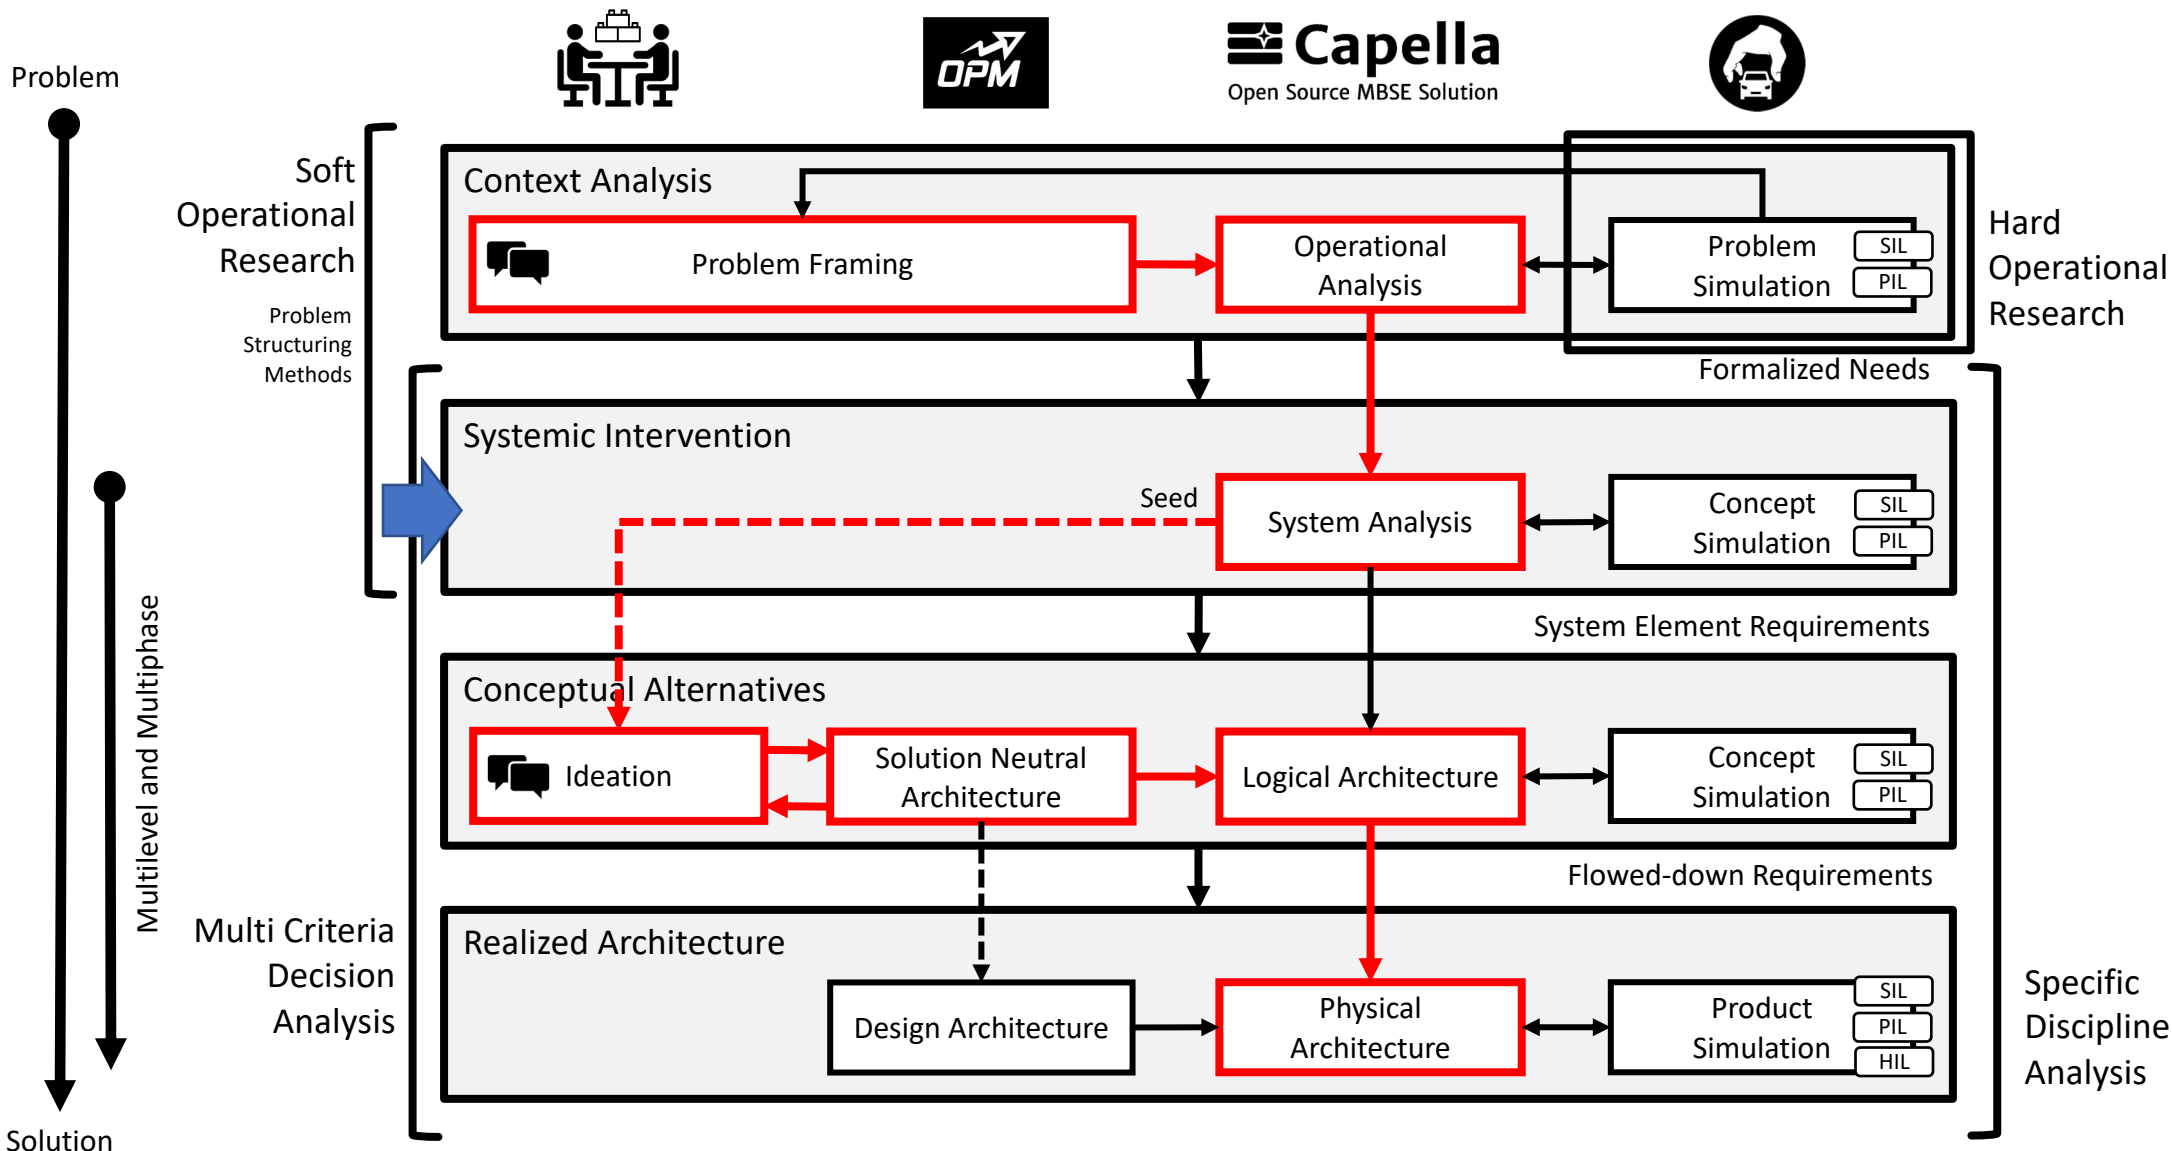 Problem
OPM
Capella
Open Source MBSE Solution
Soft
Operational
Research
Problem
Structuring
Methods
Context Analysis
Problem Framing
Operational
Analysis
Problem
Simulation
SIL
PIL
Hard
Operational
Research
Formalized Needs
Systemic Intervention
Seed
System Analysis
Concept
Simulation
SIL
PIL
System Element Requirements
Multilevel and Multiphase
Conceptual Alternatives
Ideation
Solution Neutral
Architecture
Logical Architecture
Concept
Simulation
SIL
PIL
Flowed-down Requirements
Multi Criteria
Decision
Analysis
Realized Architecture
Design Architecture
Physical
Architecture
Product
Simulation
SIL
PIL
HIL
Specific
Discipline
Analysis
Solution